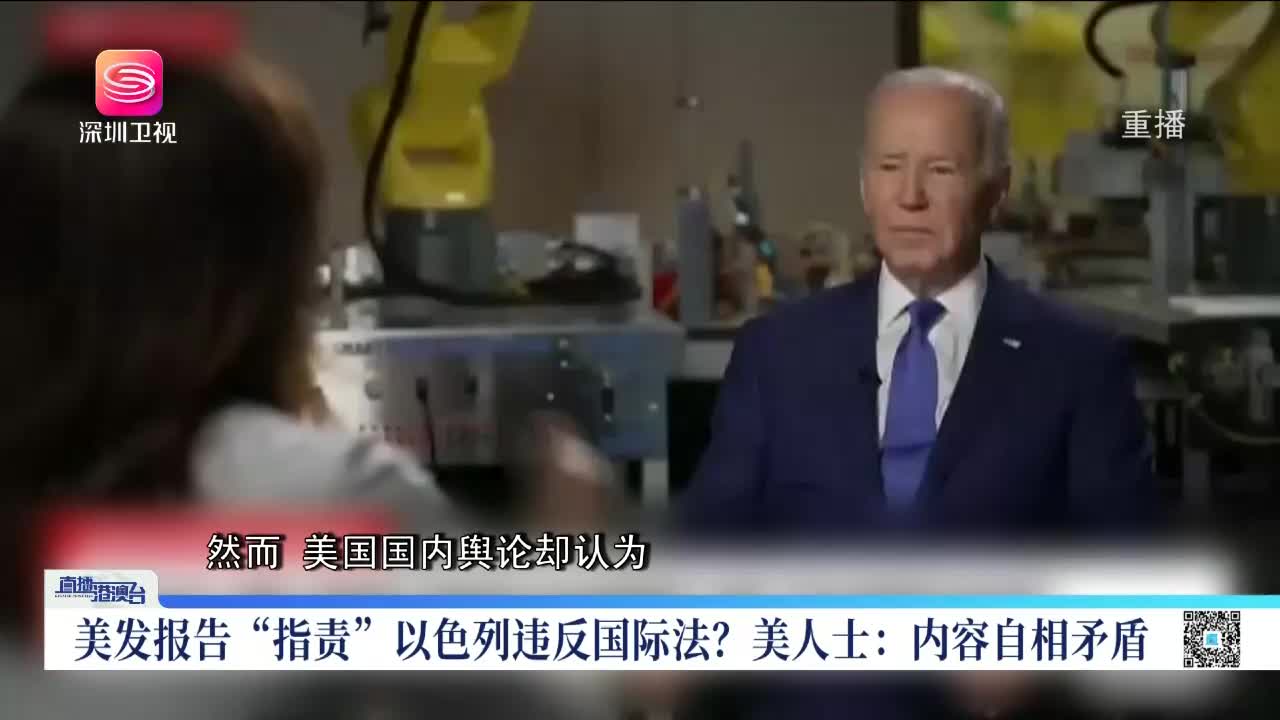 深圳卫视
重播
然而 美国国内舆论却认为
直播
港澳台
美发报告“指责”以色列违反国际法？美人士：内容自相矛盾